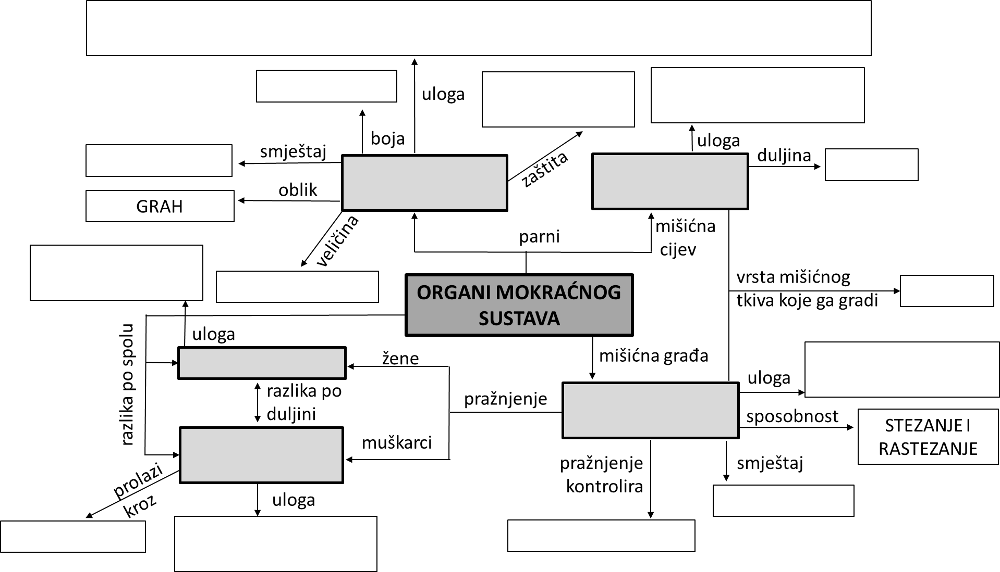 uloga
boja
smještaj
oblik
GRAH
veličina
zaštita
uloga
duljina
parni
mišićna
cijev
ORGANI MOKRAĆNOG
SUSTAVA
vrsta mišićnog
tkiva koje ga gradi
razlika po spolu
uloga
žene
mišićna građa
razlika po
duljini
pražnjenje
muškarci
uloga
sposobnost
STEZANJE I
RASTEZANJE
pražnjenje
kontrolira
smještaj
prolazi
kroz
uloga